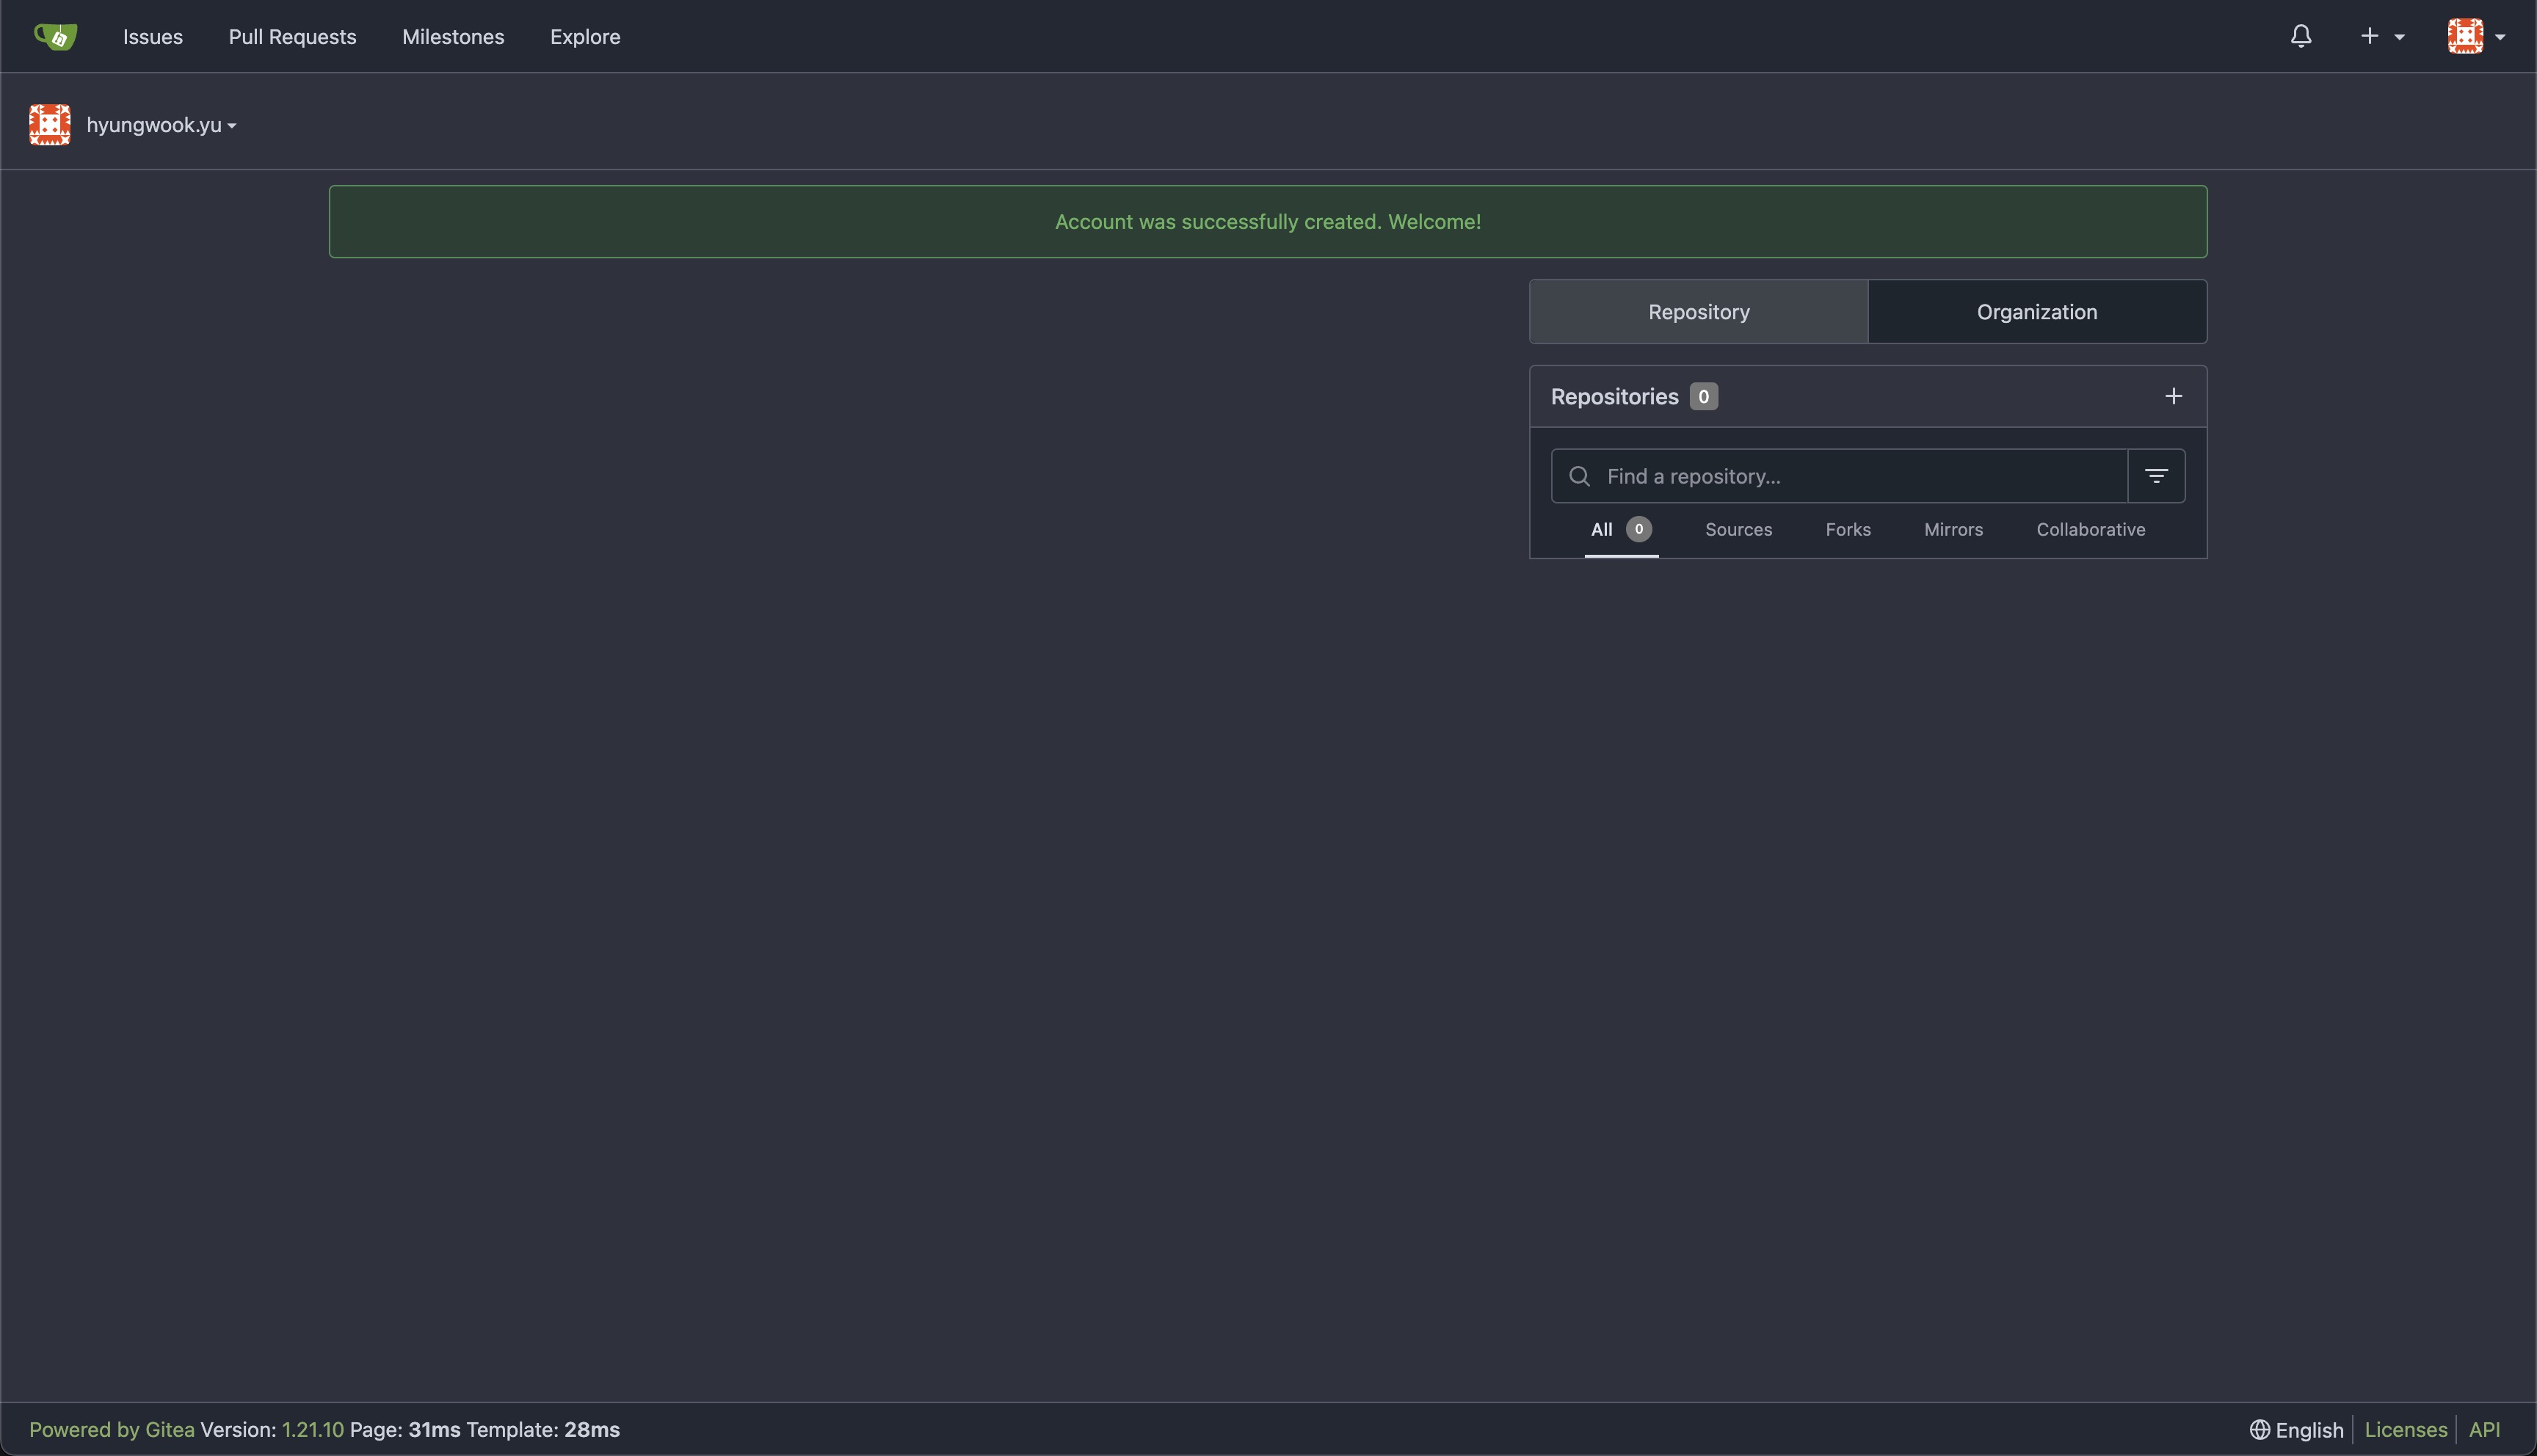 Issues Pull Requests Milestones Explore
hyungwook.yu
Account was successfully created. Welcome!
Repository Organization
Repositories 0
Find a repository...
All 0 Sources Forks Mirrors Collaborative
Powered by Gitea Version: 1.21.10 Page: 31ms Template: 28ms English Licenses API